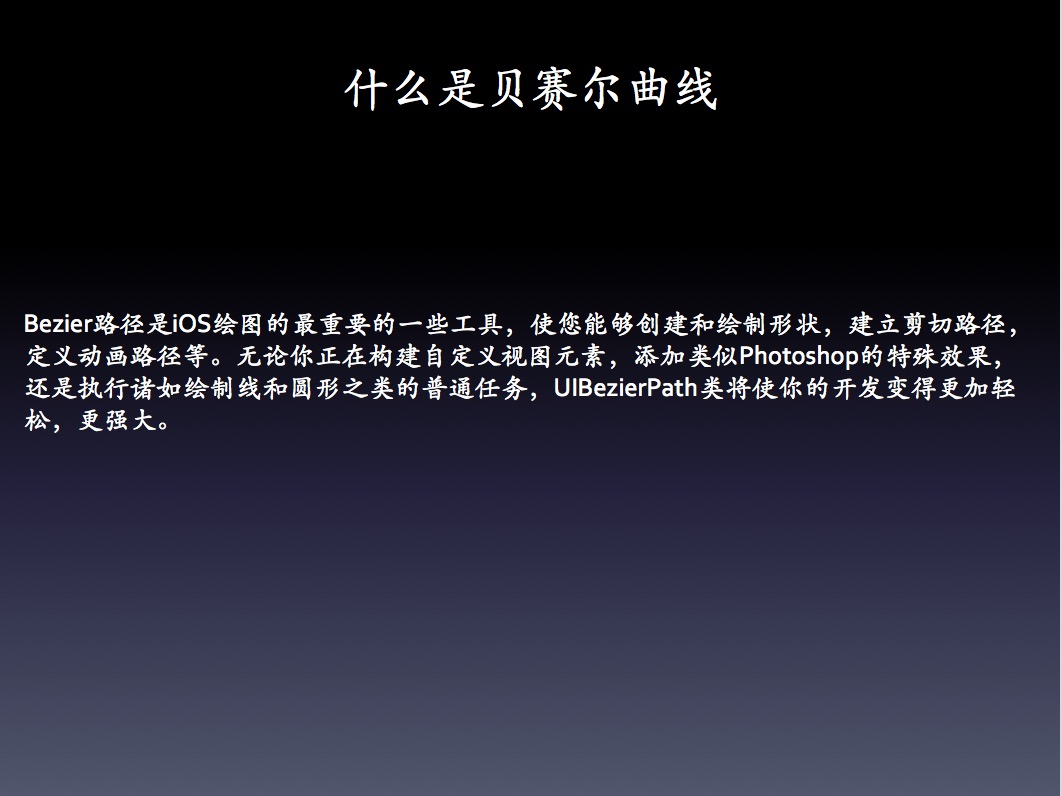 什么是贝赛尔曲线
Bezier路径是iOS绘图的最重要的一些工具，使您能够创建和绘制形状，建立剪切路径，
定义动画路径等。无论你正在构建自定义视图元素，添加类似Photoshop的特殊效果，
还是执行诸如绘制线和圆形之类的普通任务，UIBezierPath类将使你的开发变得更加轻
松，更强大。